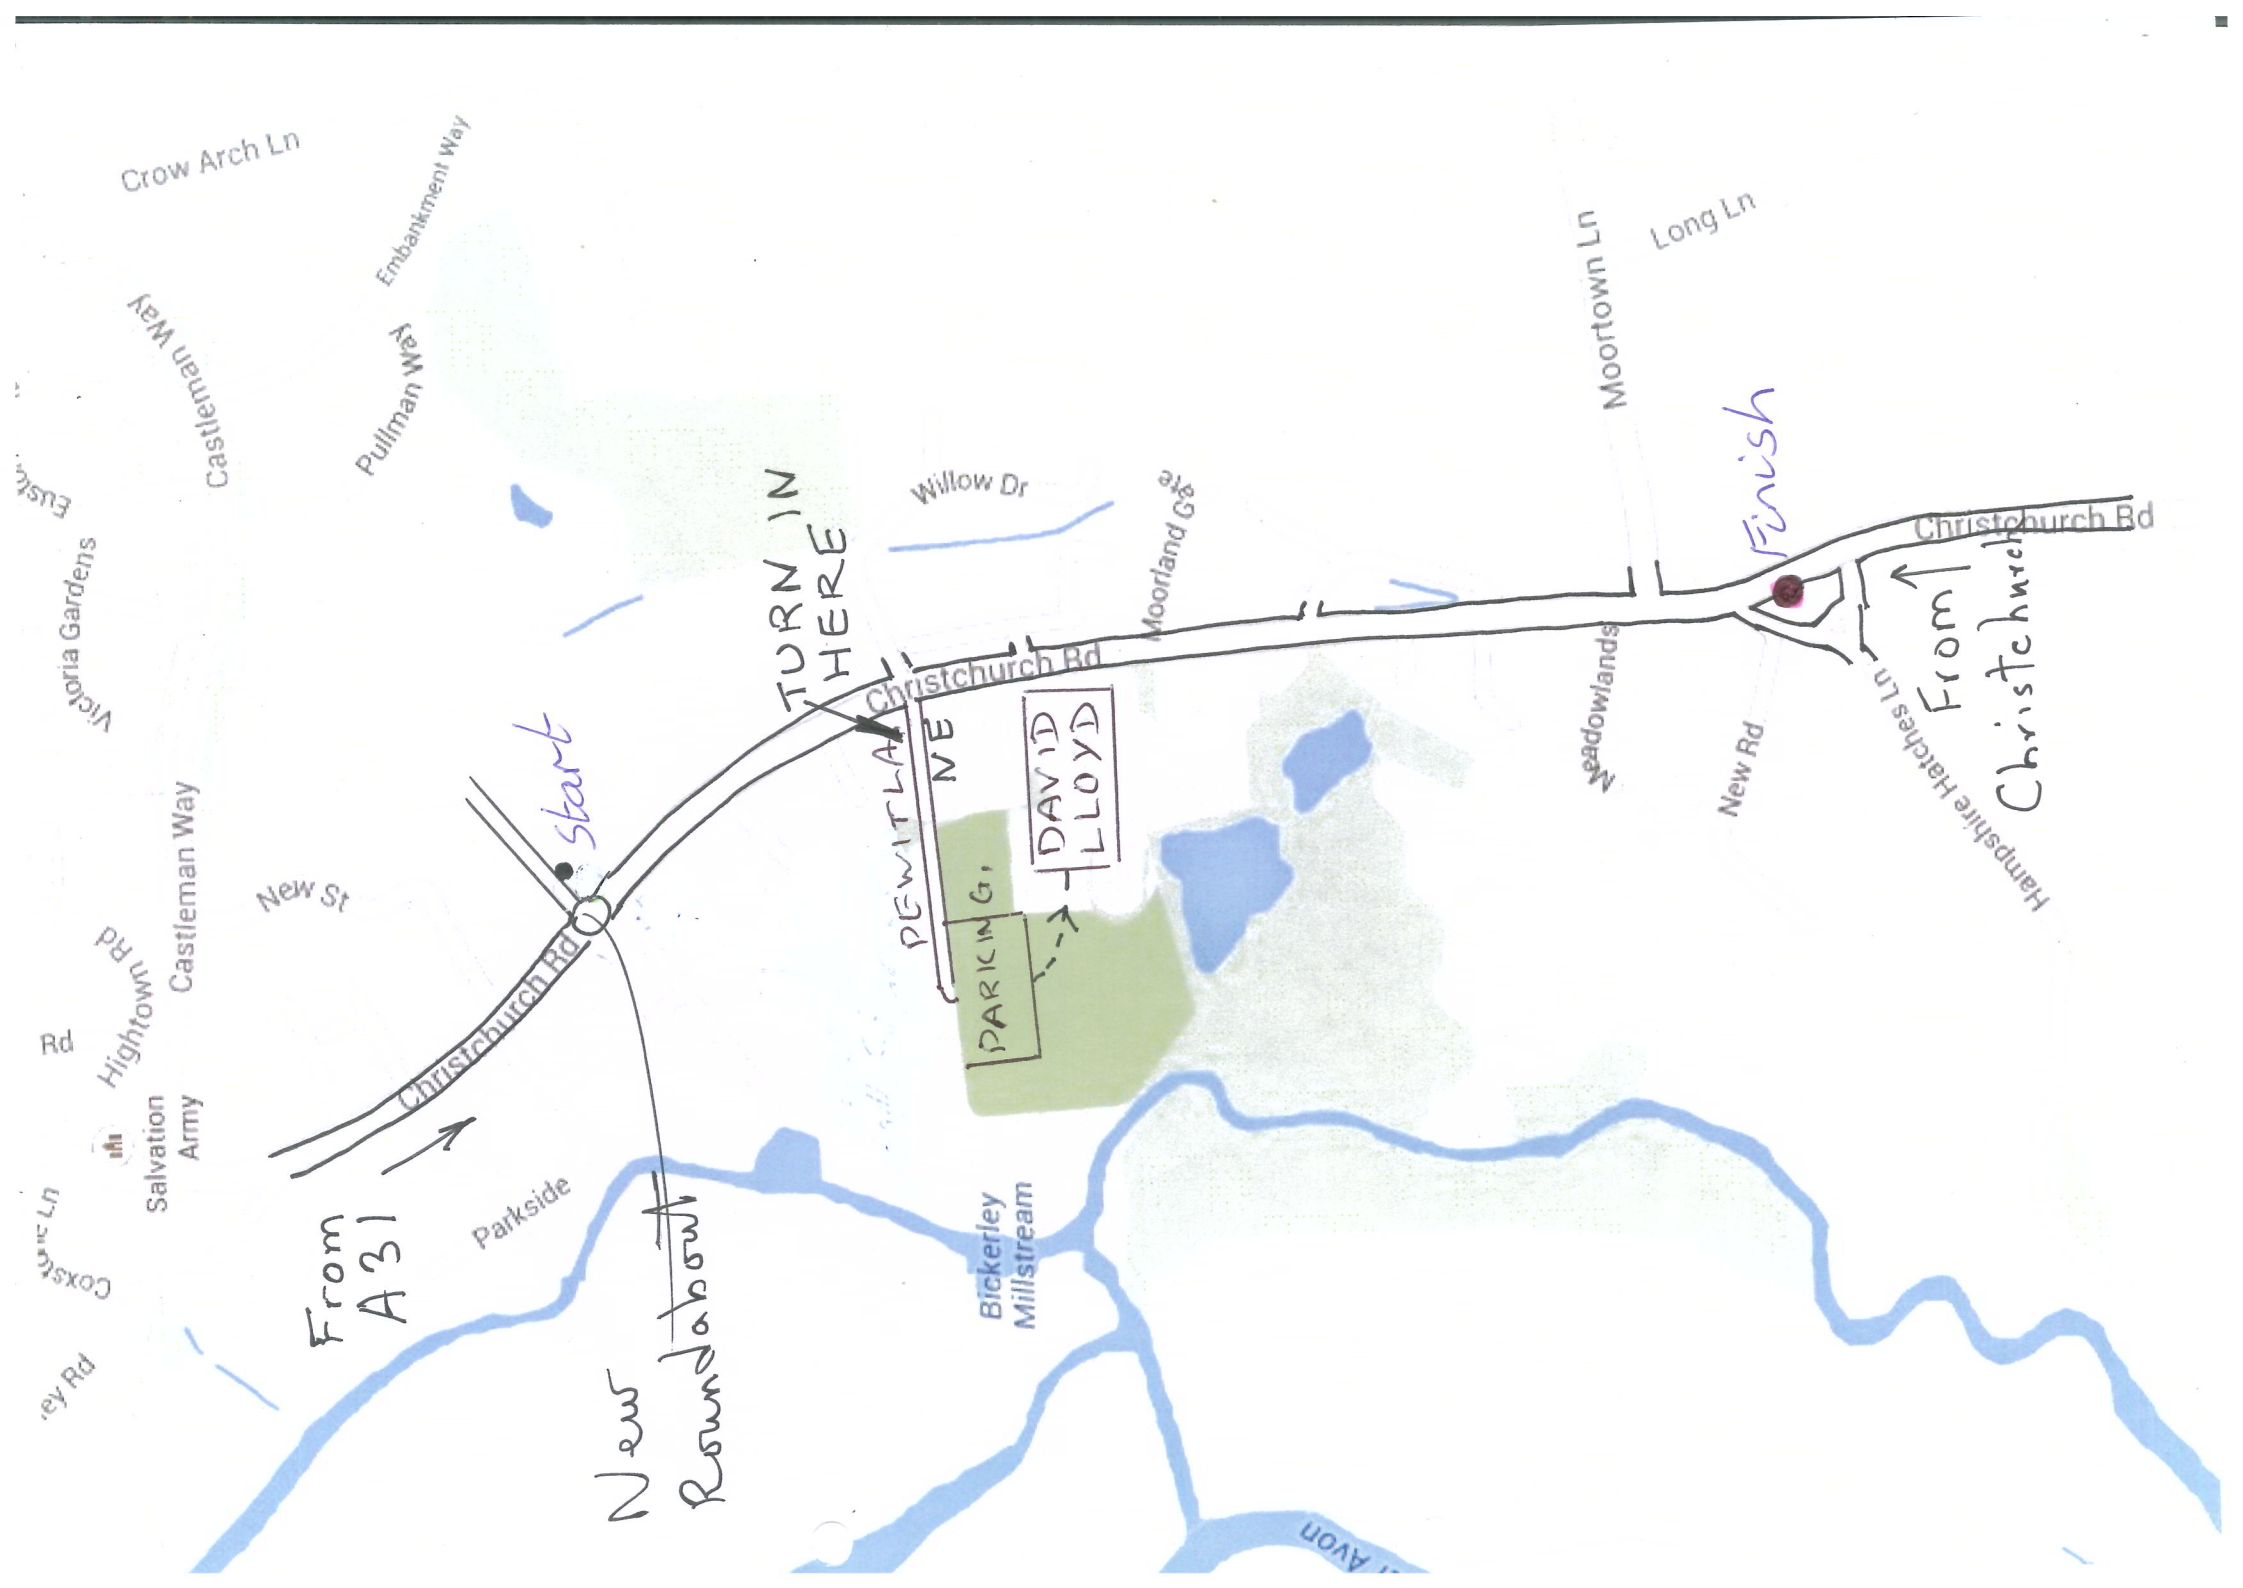 Crow Arch Ln
Embankment Way
Castleman Way
Pullman Way
Victoria Gardens
Willow Dr
Moorland Gate
Moortown Ln
Long Ln
TURN IN
HERE
Finish
Christchurch Rd
From
Christchurch
Christchurch Rd
Start
PEWITLA
NE
DAVID
LLOYD
PARKING,
Meadowlands
New Rd
Hampshire Hatches Ln
Castleman Way
New St
Hightown Rd
Rd
Christchurch Rd
Salvation
Army
From
A31
Parkside
New
Roundabout
Bickerley
Millstream
Avon